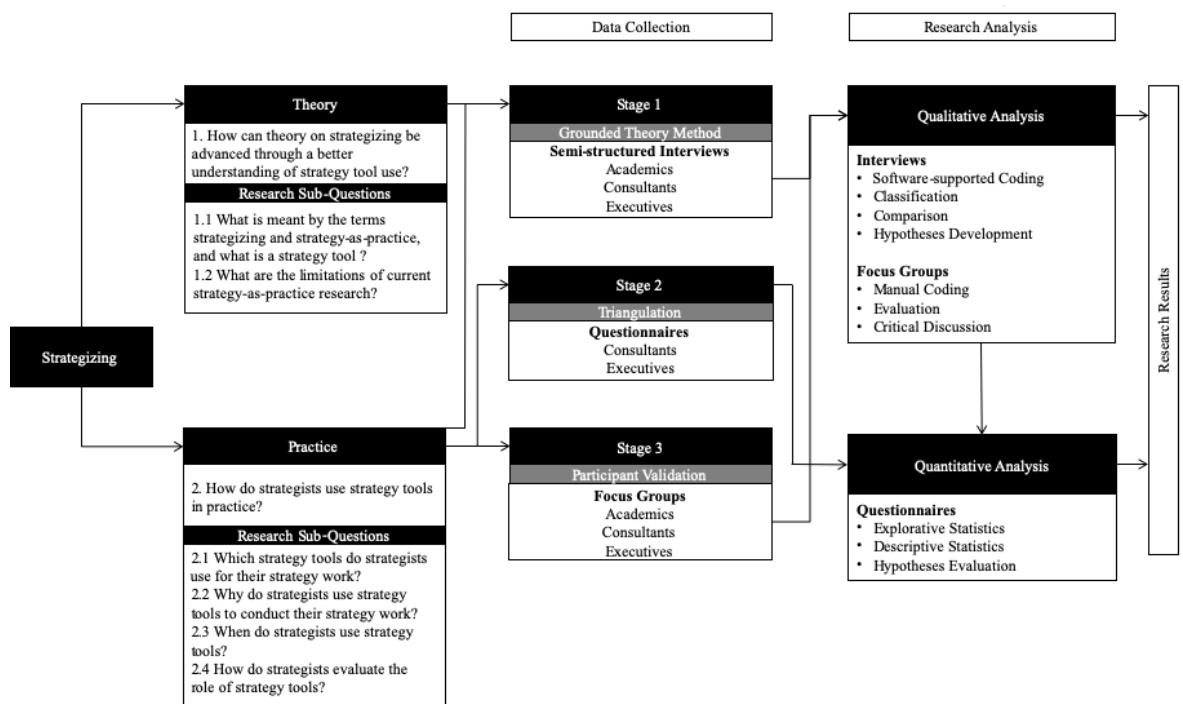 Data Collection
Research Analysis
Strategizing
Theory
1. How can theory on strategizing be
advanced through a better
understanding of strategy tool use?
Research Sub-Questions
1.1 What is meant by the terms
strategizing and strategy-as-practice,
and what is a strategy tool ?
1.2 What are the limitations of current
strategy-as-practice research?
Practice
2. How do strategists use strategy tools
in practice?
Research Sub-Questions
2.1 Which strategy tools do strategists
use for their strategy work?
2.2 Why do strategists use strategy
tools to conduct their strategy work?
2.3 When do strategists use strategy
tools?
2.4 How do strategists evaluate the
role of strategy tools?
Stage 1
Grounded Theory Method
Semi-structured Interviews
Academics
Consultants
Executives
Stage 2
Triangulation
Questionnaires
Consultants
Executives
Stage 3
Participant Validation
Focus Groups
Academics
Consultants
Executives
Qualitative Analysis
Interviews
• Software-supported Coding
• Classification
• Comparison
• Hypotheses Development
Focus Groups
• Manual Coding
• Evaluation
• Critical Discussion
Quantitative Analysis
Questionnaires
• Explorative Statistics
• Descriptive Statistics
• Hypotheses Evaluation
Research Results